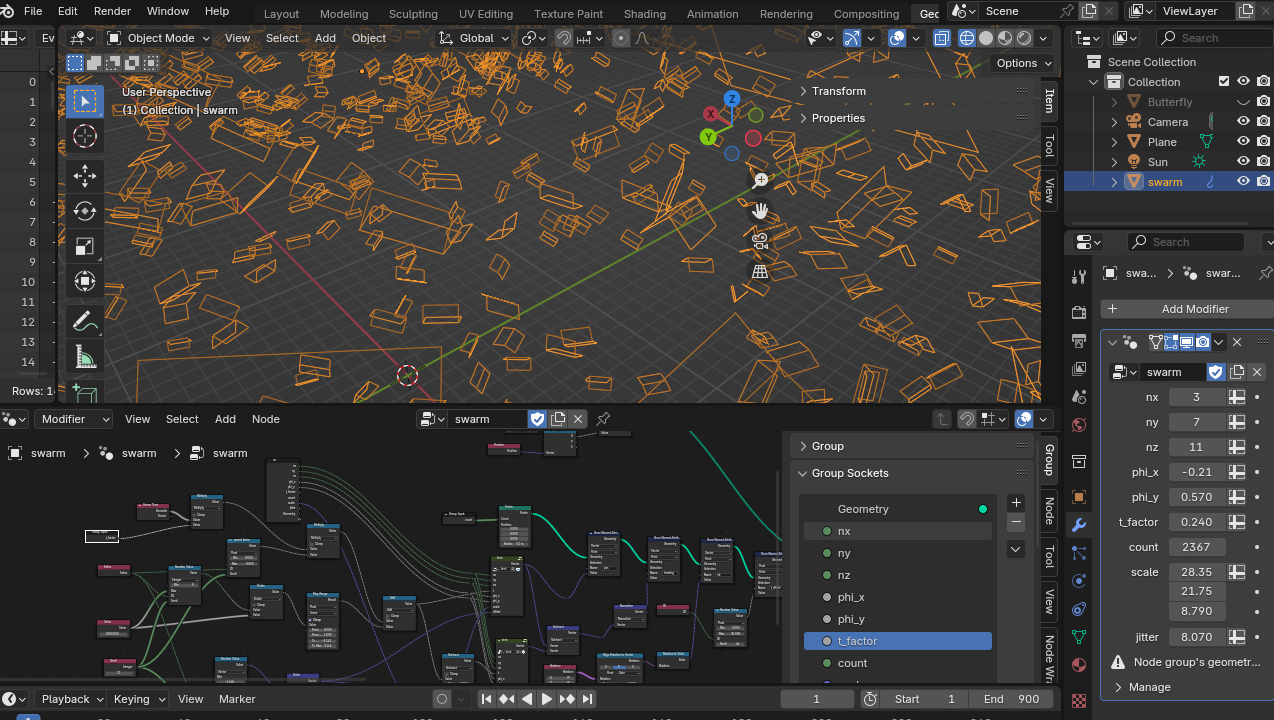 File Edit Render Window Help Layout Modeling Sculpting UV Editing Texture Paint Shading Animation Rendering Compositing Geo Scene ViewLayer
Ev Object Mode View Select Add Object Global
Search
Options
Scene Collection
Collection
Butterfly
Camera
Plane
Sun
swarm
User Perspective
(1) Collection | swarm
Transform
Properties
X
Y
Z
Item
Tool
View
0
1
2
3
4
5
6
7
8
9
10
11
12
13
14
Rows: 1
Search
swa...
swar...
Add Modifier
swarm
nx 3
ny 7
nz 11
phi_x -0.21
phi_y 0.570
t_factor 0.240
count 2367
scale 28.35
21.75
8.790
jitter 8.070
Node group's geometr...
Manage
Modifier View Select Add Node swarm
swarm swarm swarm
Group
Group Sockets
Geometry
nx
ny
nz
phi_x
phi_y
t_factor
count
Group
Node
Tool
View
Node Wr
Playback Keying View Marker 1 Start 1 End 900